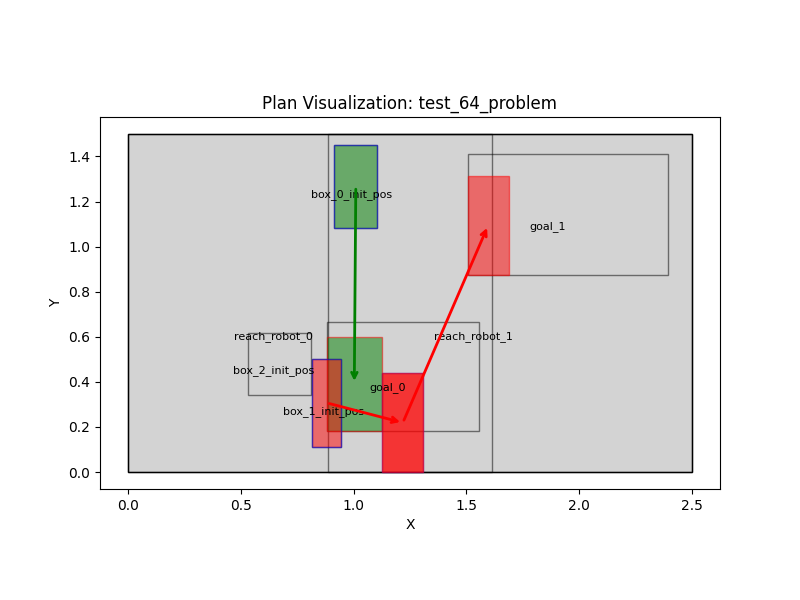 Plan Visualization: test_64_problem
1.4
1.2
1.0
0.8
0.6
0.4
0.2
0.0
Y
box_0_init_pos
goal_1
reach_robot_0
reach_robot_1
box_2_init_pos
goal_0
box_1_init_pos
0.0 0.5 1.0 1.5 2.0 2.5
X